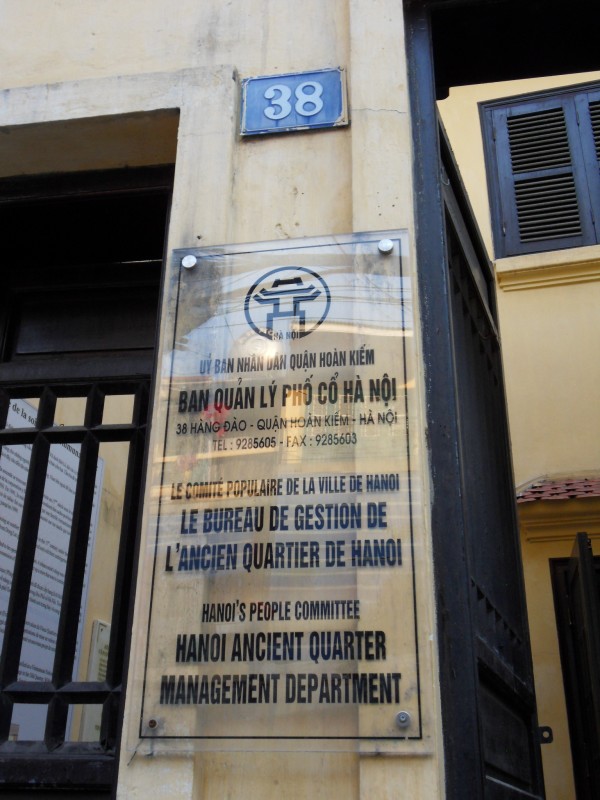 38
HÀ NỘI
UỶ BAN NHÂN DÂN QUẬN HOÀN KIẾM
BAN QUẢN LÝ PHỐ CỔ HÀ NỘI
38 HÀNG ĐÀO - QUẬN HOÀN KIẾM - HÀ NỘI
TEL : 9285605 - FAX : 9285603
LE COMITÉ POPULAIRE DE LA VILLE DE HANOI
LE BUREAU DE GESTION DE
L'ANCIEN QUARTIER DE HANOI
HANOI'S PEOPLE COMMITTEE
HANOI ANCIENT QUARTER
MANAGEMENT DEPARTMENT